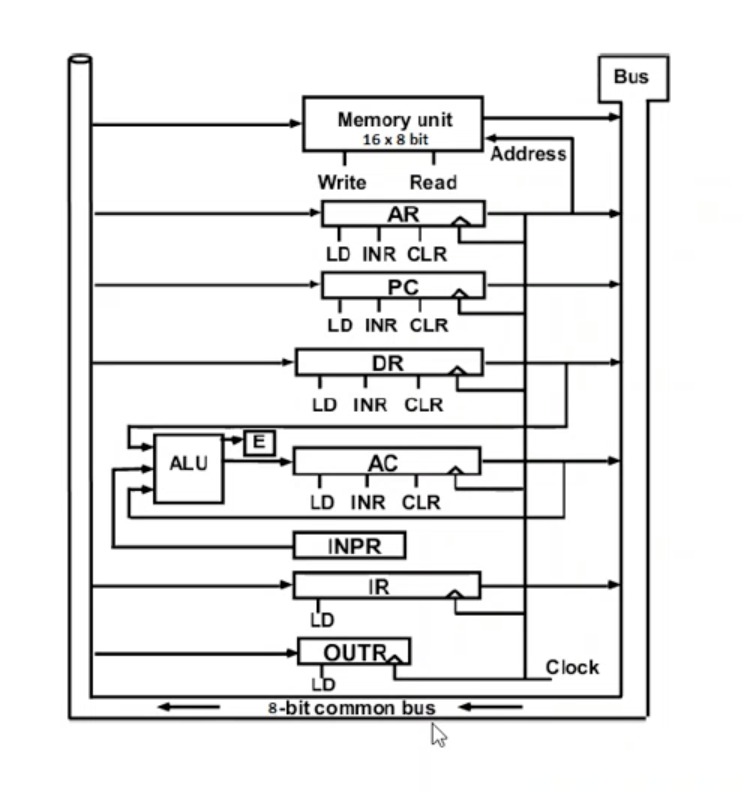 Bus
Memory unit
16 x 8 bit
Address
Write Read
AR
LD INR CLR
PC
LD INR CLR
DR
LD INR CLR
E
ALU
AC
LD INR CLR
INPR
IR
LD
OUTR
LD
Clock
8-bit common bus